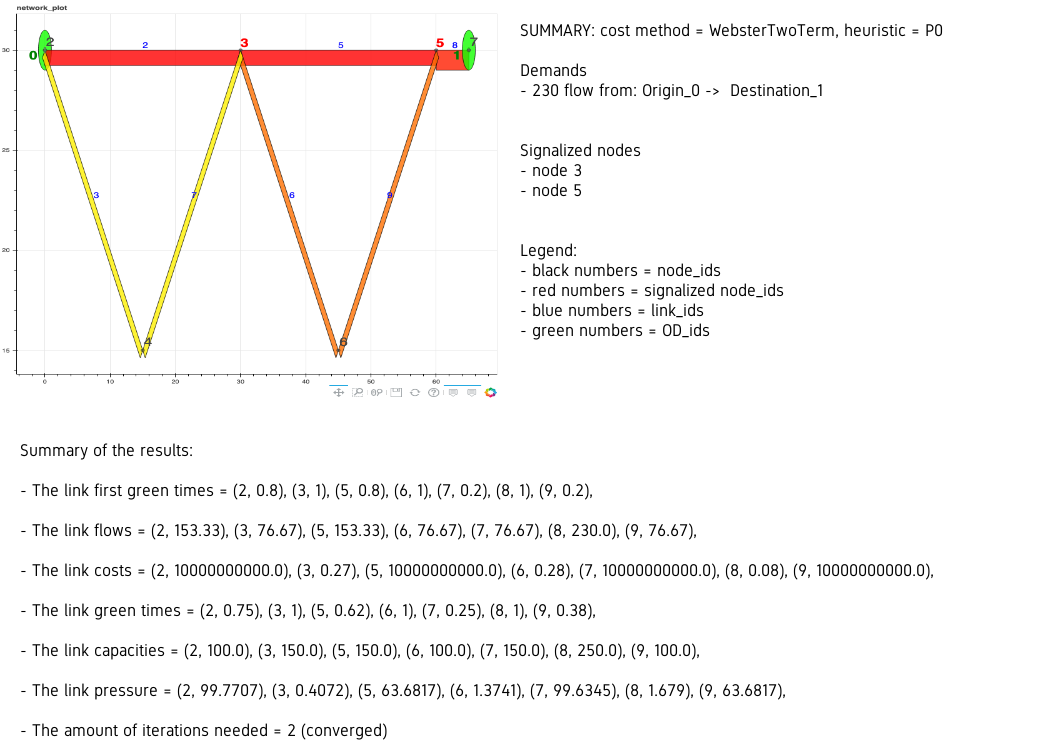 network_plot
SUMMARY: cost method = WebsterTwoTerm, heuristic = P0
Demands
- 230 flow from: Origin_0 -> Destination_1
Signalized nodes
- node 3
- node 5
Legend:
- black numbers = node_ids
- red numbers = signalized node_ids
- blue numbers = link_ids
- green numbers = OD_ids
30
25
20
15
0 2 2 3 5 5 8 1 7
3 7 6 9
4 6
0 10 20 30 40 50 60
Summary of the results:
- The link first green times = (2, 0.8), (3, 1), (5, 0.8), (6, 1), (7, 0.2), (8, 1), (9, 0.2),
- The link flows = (2, 153.33), (3, 76.67), (5, 153.33), (6, 76.67), (7, 76.67), (8, 230.0), (9, 76.67),
- The link costs = (2, 10000000000.0), (3, 0.27), (5, 10000000000.0), (6, 0.28), (7, 10000000000.0), (8, 0.08), (9, 10000000000.0),
- The link green times = (2, 0.75), (3, 1), (5, 0.62), (6, 1), (7, 0.25), (8, 1), (9, 0.38),
- The link capacities = (2, 100.0), (3, 150.0), (5, 150.0), (6, 100.0), (7, 150.0), (8, 250.0), (9, 100.0),
- The link pressure = (2, 99.7707), (3, 0.4072), (5, 63.6817), (6, 1.3741), (7, 99.6345), (8, 1.679), (9, 63.6817),
- The amount of iterations needed = 2 (converged)